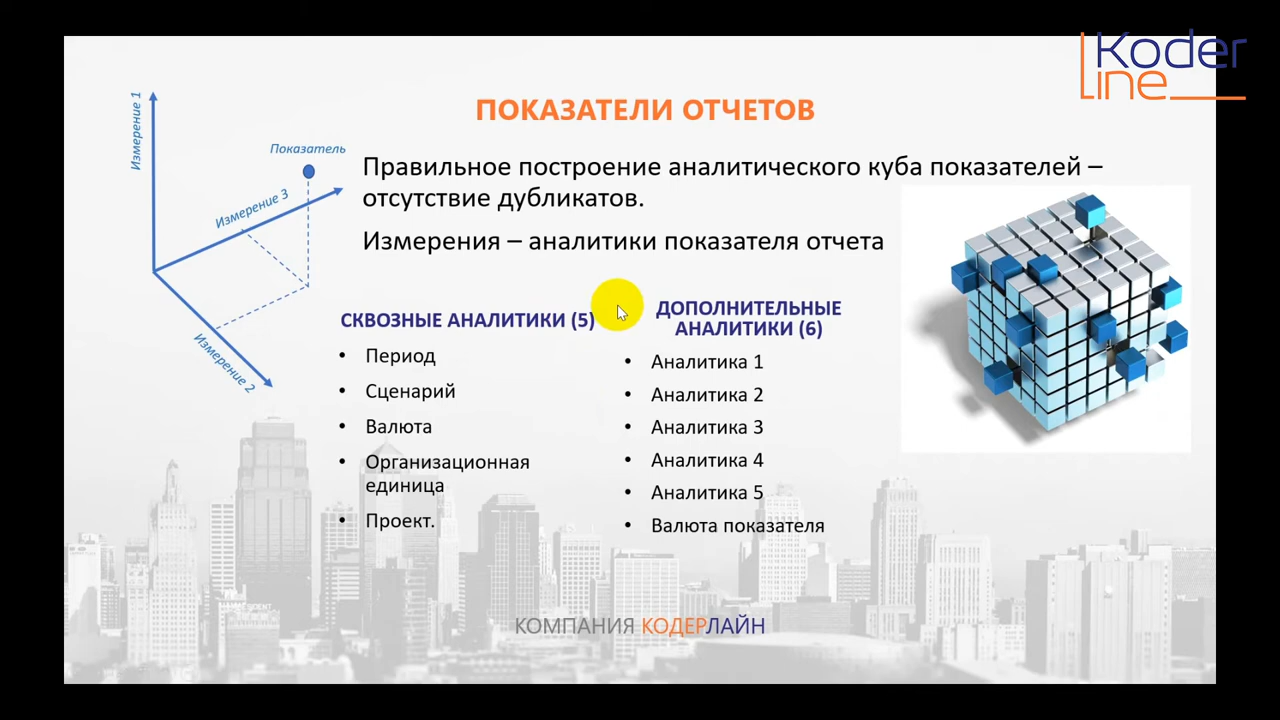 Koder
line
ПОКАЗАТЕЛИ ОТЧЕТОВ
Измерение 1
Показатель
Измерение 3
Измерение 2
Правильное построение аналитического куба показателей –
отсутствие дубликатов.
Измерения – аналитики показателя отчета
СКВОЗНЫЕ АНАЛИТИКИ (5)
• Период
• Сценарий
• Валюта
• Организационная
единица
• Проект.
ДОПОЛНИТЕЛЬНЫЕ
АНАЛИТИКИ (6)
• Аналитика 1
• Аналитика 2
• Аналитика 3
• Аналитика 4
• Аналитика 5
• Валюта показателя
КОМПАНИЯ КОДЕРЛАЙН